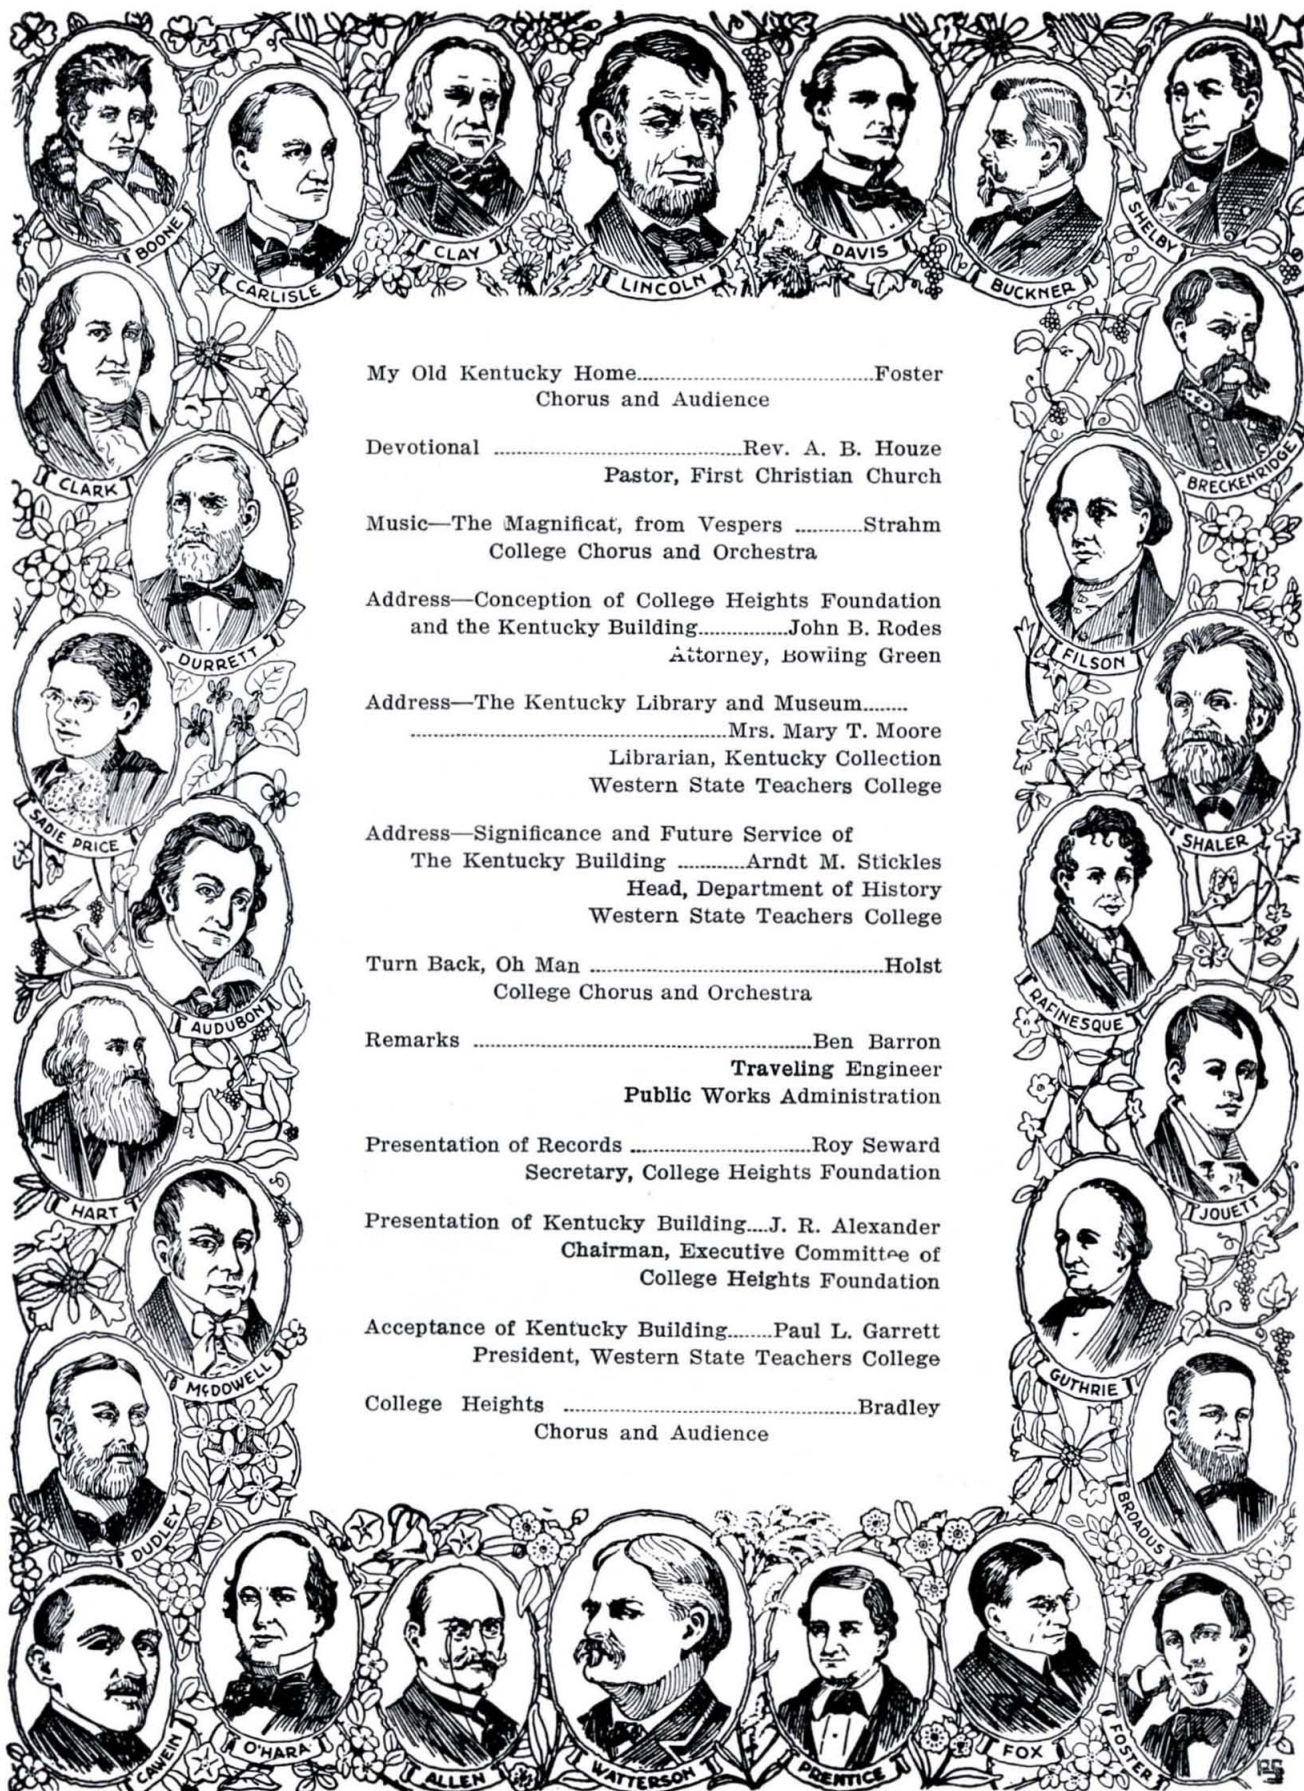 BOONE
CARLISLE
CLAY
LINCOLN
DAVIS
BUCKNER
SHELBY
CLARK
BRECKENRIDGE
DURRETT
FILSON
SADIE PRICE
SHALER
AUDUBON
RAFINESQUE
HART
JOUETT
McDOWELL
GUTHRIE
DUDLEY
BROADUS
CAWEIN
O'HARA
ALLEN
WATTERSON
PRENTICE
FOX
FOSTER
My Old Kentucky Home..............................Foster
Chorus and Audience
Devotional ..............................Rev. A. B. Houze
Pastor, First Christian Church
Music—The Magnificat, from Vespers ...........Strahm
College Chorus and Orchestra
Address—Conception of College Heights Foundation
and the Kentucky Building...............John B. Rodes
Attorney, Bowling Green
Address—The Kentucky Library and Museum........
..............................Mrs. Mary T. Moore
Librarian, Kentucky Collection
Western State Teachers College
Address—Significance and Future Service of
The Kentucky Building ...........Arndt M. Stickles
Head, Department of History
Western State Teachers College
Turn Back, Oh Man ..............................Holst
College Chorus and Orchestra
Remarks ..............................Ben Barron
Traveling Engineer
Public Works Administration
Presentation of Records ..............................Roy Seward
Secretary, College Heights Foundation
Presentation of Kentucky Building....J. R. Alexander
Chairman, Executive Committee of
College Heights Foundation
Acceptance of Kentucky Building........Paul L. Garrett
President, Western State Teachers College
College Heights ..............................Bradley
Chorus and Audience